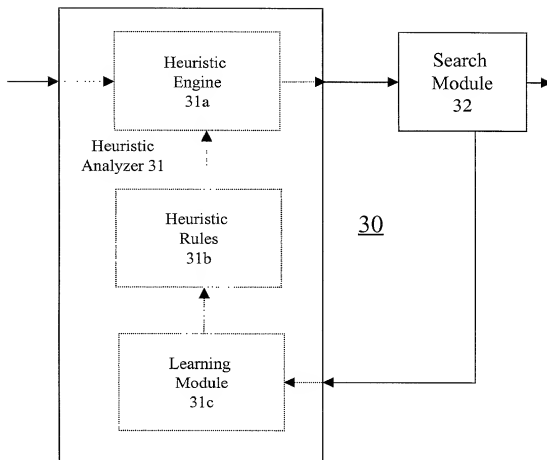 Heuristic
Engine
31a
Search
Module
32
Heuristic
Analyzer 31
Heuristic
Rules
31b
30
Learning
Module
31c